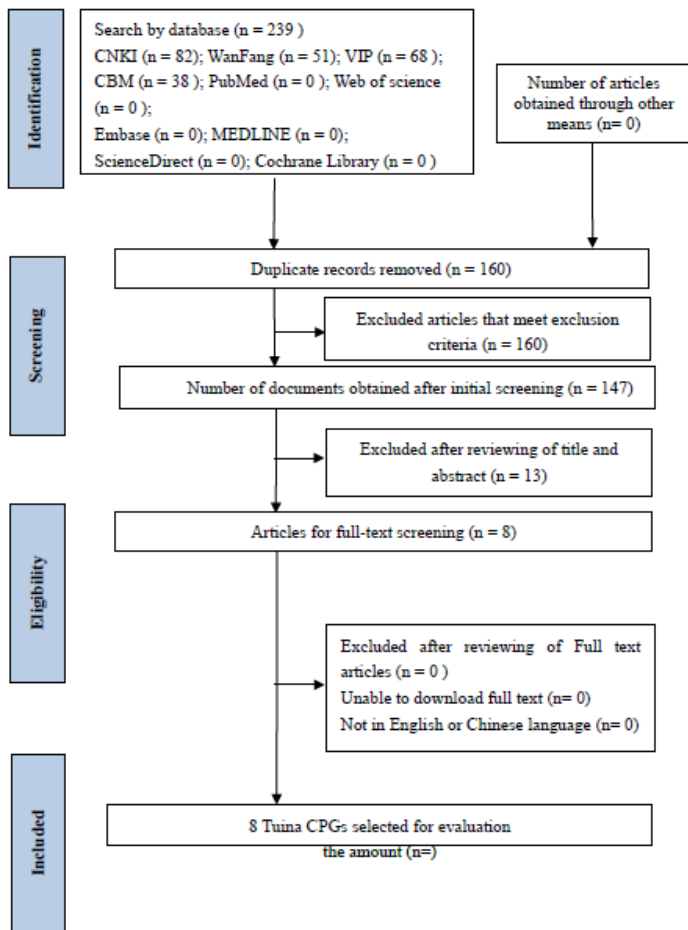 Search by database (n = 239 )
CNKI (n = 82); WanFang (n = 51); VIP (n = 68 );
CBM (n = 38 ); PubMed (n = 0 ); Web of science
(n = 0 );
Embase (n = 0); MEDLINE (n = 0);
ScienceDirect (n = 0); Cochrane Library (n = 0 )
Number of articles
obtained through other
means (n= 0)
Identification
Duplicate records removed (n = 160)
Excluded articles that meet exclusion
criteria (n = 160)
Screening
Number of documents obtained after initial screening (n = 147)
Excluded after reviewing of title and
abstract (n = 13)
Articles for full-text screening (n = 8)
Eligibility
Excluded after reviewing of Full text
articles (n = 0 )
Unable to download full text (n= 0)
Not in English or Chinese language (n= 0)
8 Tuina CPGs selected for evaluation
the amount (n=)
Included